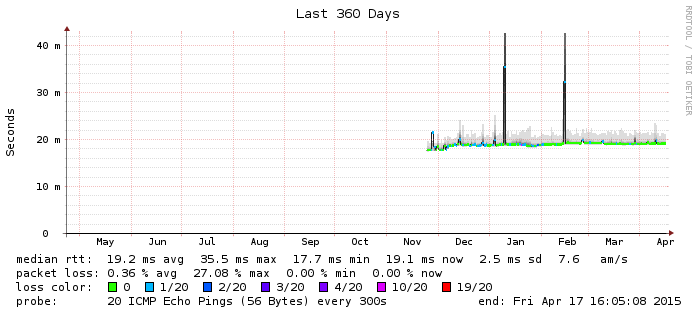 Last 360 Days
RRDTOOL / TOBI OETIKER
Seconds
40 m
30 m
20 m
10 m
0
May Jun Jul Aug Sep Oct Nov Dec Jan Feb Mar Apr
median rtt: 19.2 ms avg 35.5 ms max 17.7 ms min 19.1 ms now 2.5 ms sd 7.6 am/s
packet loss: 0.36 % avg 27.08 % max 0.00 % min 0.00 % now
loss color: 0 1/20 2/20 3/20 4/20 10/20 19/20
probe: 20 ICMP Echo Pings (56 Bytes) every 300s end: Fri Apr 17 16:05:08 2015